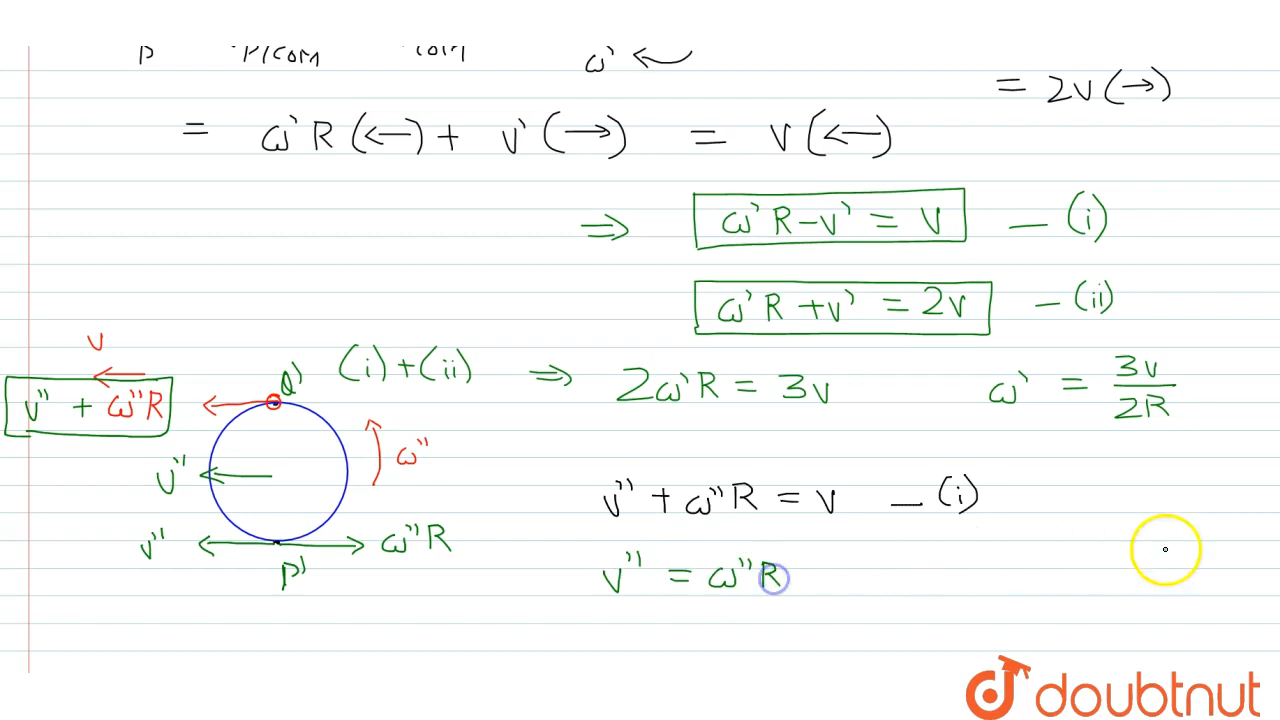 = 2v (→)
ω' ←
= ω'R (←) + v' (→) = v (←)
⇒ ω'R - v' = v — (i)
ω'R + v' = 2v — (ii)
(i) + (ii) ⇒ 2ω'R = 3v ω' = 3v/2R
v
v'' + ω''R
Q'
ω''
v''
v'' ω''R
P'
v'' + ω''R = v — (i)
v'' = ω''R
doubtnut